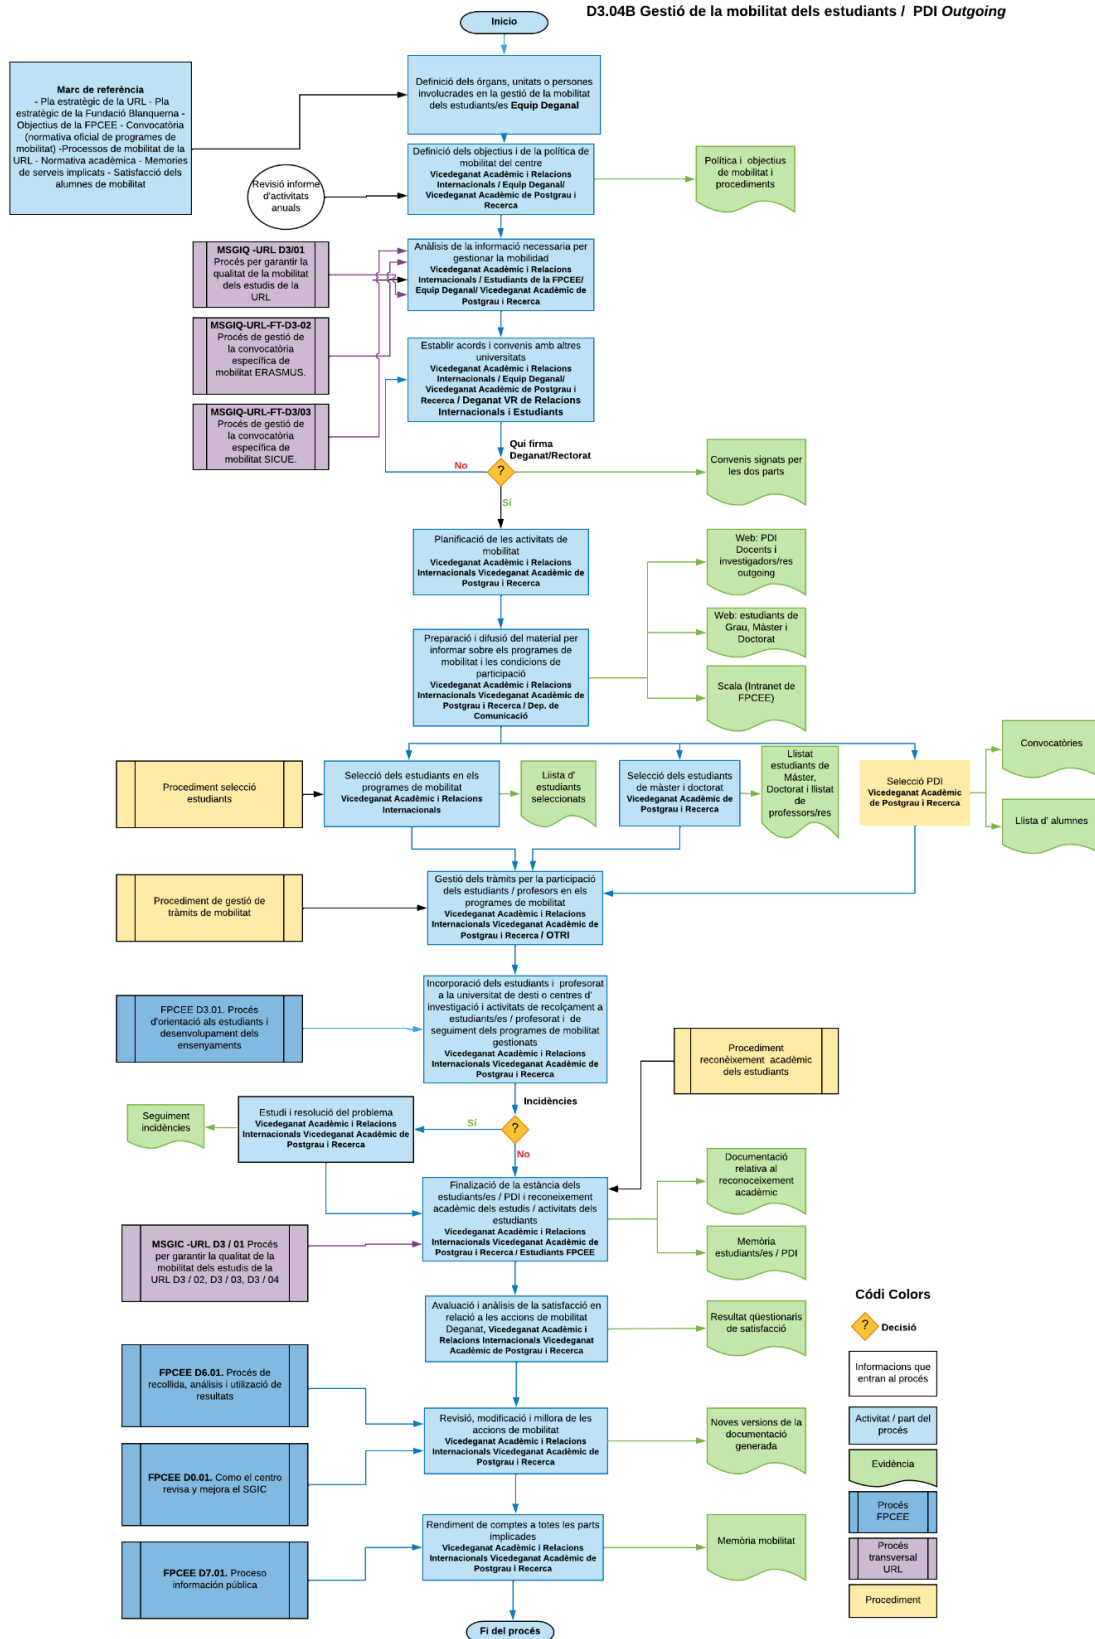 D3.04B Gestió de la mobilitat dels estudiants / PDI Outgoing
Inicio
Marc de referència
- Pla estratègic de la URL - Pla
estratègic de la Fundació Blanquerna -
Objectius de la FPCEE - Convocatòria
(normativa oficial de programes de
mobilitat) -Processos de mobilitat de la
URL - Normativa acadèmica - Memories
de serveis implicats - Satisfacció dels
alumnes de mobilitat
Definició dels órgans, unitats o persones
involucrades en la gestió de la mobilitat
dels estudiants/es Equip Deganal
Definició dels objectius i de la política de
mobilitat del centre
Vicedeganat Acadèmic i Relacions
Internacionals / Equip Deganal/
Vicedeganat Acadèmic de Postgrau i
Recerca
Política i objectius
de mobilitat i
procediments
Revisió informe
d'activitats
anuals
MSGIQ -URL D3/01
Procés per garantir la
qualitat de la mobilitat
dels estudis de la
URL
Anàlisis de la informació necessaria per
gestionar la mobilidad
Vicedeganat Acadèmic i Relacions
Internacionals / Estudiants de la FPCEE/
Equip Deganal/ Vicedeganat Acadèmic de
Postgrau i Recerca
MSGIQ-URL-FT-D3-02
Procés de gestió de
la convocatòria
específica de
mobilitat ERASMUS.
Establir acords i convenis amb altres
universitats
Vicedeganat Acadèmic i Relacions
Internacionals / Equip Deganal/
Vicedeganat Acadèmic de Postgrau i
Recerca / Deganat VR de Relacions
Internacionals i Estudiants
MSGIQ-URL-FT-D3/03
Procés de gestió de
la convocatòria
específica de
mobilitat SICUE.
Qui firma
Deganat/Rectorat
No
?
Sí
Convenis signats per
les dos parts
Planificació de les activitats de
mobilitat
Vicedeganat Acadèmic i Relacions
Internacionals Vicedeganat Acadèmic de
Postgrau i Recerca
Web: PDI
Docents i
investigadors/res
outgoing
Web: estudiants de
Grau, Màster i
Doctorat
Scala (Intranet de
FPCEE)
Preparació i difusió del material per
informar sobre els programes de
mobilitat i les condicions de
participació
Vicedeganat Acadèmic i Relacions
Internacionals Vicedeganat Acadèmic de
Postgrau i Recerca / Dep. de
Comunicació
Procediment selecció
estudiants
Selecció dels estudiants en els
programes de mobilitat
Vicedeganat Acadèmic i Relacions
Internacionals
Llista d'
estudiants
seleccionats
Selecció dels estudiants
de màster i doctorat
Vicedeganat Acadèmic de
Postgrau i Recerca
Llistat
estudiants de
Máster,
Doctorat i llistat
de
professors/res
Selecció PDI
Vicedeganat Acadèmic
de Postgrau i Recerca
Convocatòries
Llista d' alumnes
Procediment de gestió de
tràmits de mobilitat
Gestió dels tràmits per la participació
dels estudiants / profesors en els
programes de mobilitat
Vicedeganat Acadèmic i Relacions
Internacionals Vicedeganat Acadèmic de
Postgrau i Recerca / OTRI
FPCEE D3.01. Procés
d'orientació als estudiants i
desenvolupament dels
ensenyaments
Incorporació dels estudiants i profesorat
a la universitat de desti o centres d'
investigació i activitats de recolçament a
estudiants/es / profesorat i de
seguiment dels programes de mobilitat
gestionats
Vicedeganat Acadèmic i Relacions
Internacionals Vicedeganat Acadèmic de
Postgrau i Recerca
Procediment
reconèixement acadèmic
dels estudiants
Incidències
Sí
?
No
Seguiment
incidències
Estudi i resolució del problema
Vicedeganat Acadèmic i Relacions
Internacionals Vicedeganat Acadèmic de
Postgrau i Recerca
Finalizació de la estància dels
estudiants/es / PDI i reconeixement
acadèmic dels estudis / activitats dels
estudiants
Vicedeganat Acadèmic i Relacions
Internacionals Vicedeganat Acadèmic de
Postgrau i Recerca / Estudiants FPCEE
Documentació
relativa al
reconoceixement
acadèmic
Memòria
estudiants/es / PDI
MSGIC -URL D3 / 01 Procés
per garantir la qualitat de la
mobilitat dels estudis de la
URL D3 / 02, D3 / 03, D3 / 04
Avaluació i anàlisis de la satisfacció en
relació a les accions de mobilitat
Deganat, Vicedeganat Acadèmic i
Relacions Internacionals Vicedeganat
Acadèmic de Postgrau i Recerca
Resultat qüestionaris
de satisfacció
FPCEE D6.01. Procés de
recollida, análisis i utilizació de
resultats
Revisió, modificació i millora de les
accions de mobilitat
Vicedeganat Acadèmic i Relacions
Internacionals Vicedeganat Acadèmic de
Postgrau i Recerca
Noves versions de la
documentació
generada
FPCEE D0.01. Como el centro
revisa y mejora el SGIC
Rendiment de comptes a totes les parts
implicades
Vicedeganat Acadèmic i Relacions
Internacionals Vicedeganat Acadèmic de
Postgrau i Recerca
Memòria mobilitat
FPCEE D7.01. Proceso
información pública
Fi del procés
Códi Colors
?
Decisió
Informacions que
entran al procés
Activitat / part del
procés
Evidència
Procés
FPCEE
Procés
transversal
URL
Procediment